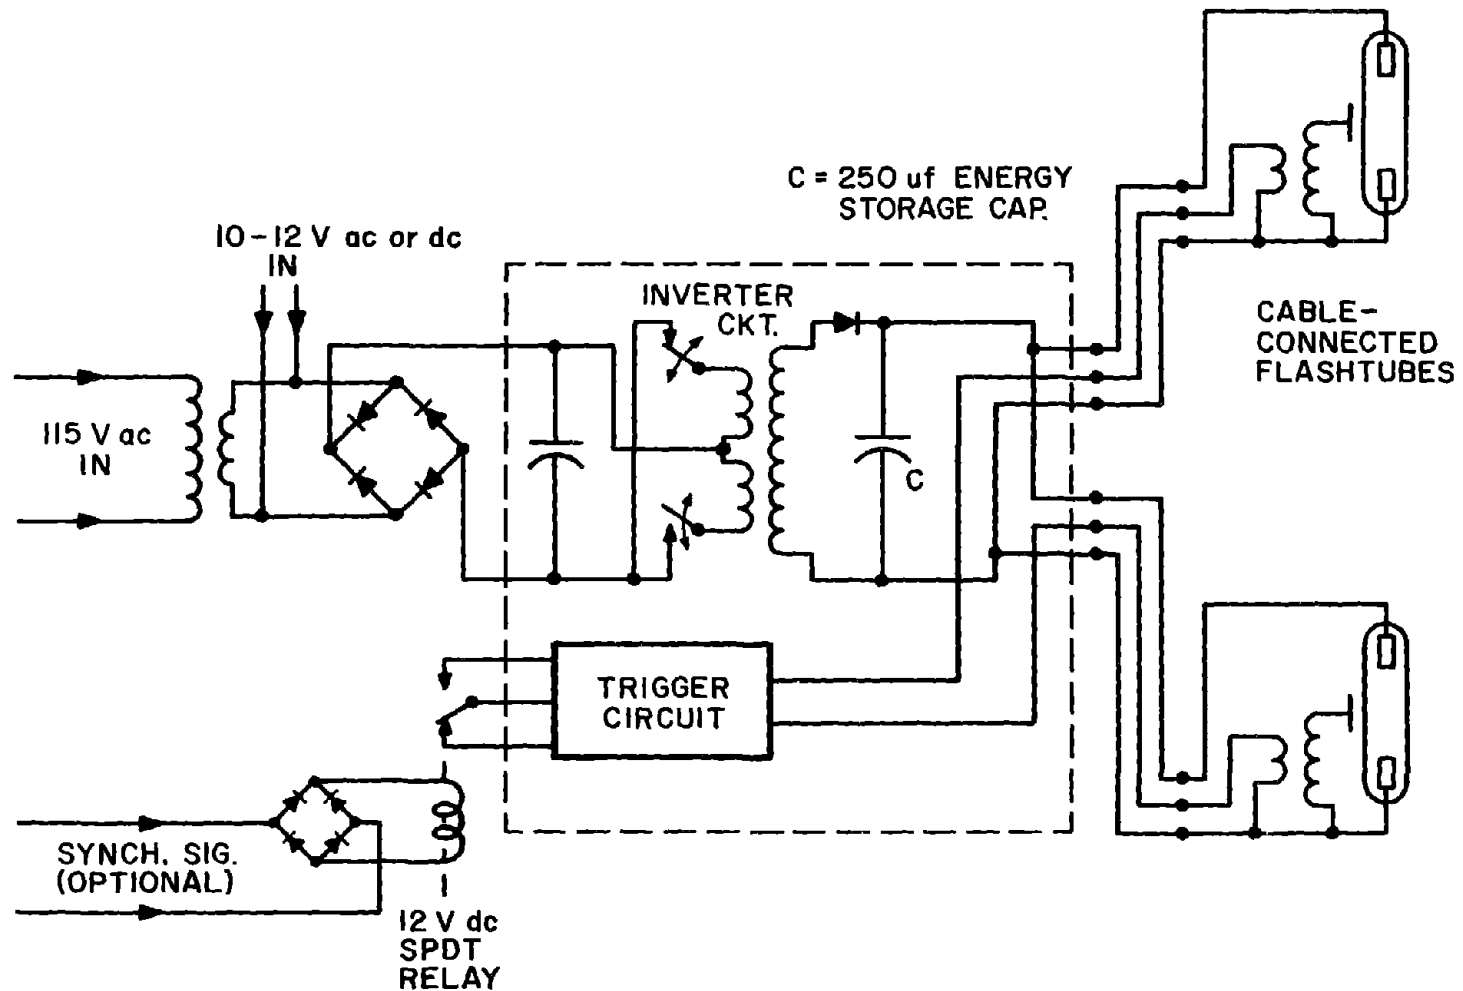 C = 250 uf ENERGY
STORAGE CAP.
10-12 V ac or dc
IN
INVERTER
CKT.
CABLE-
CONNECTED
FLASHTUBES
115 V ac
IN
C
TRIGGER
CIRCUIT
SYNCH. SIG.
(OPTIONAL)
12 V dc
SPDT
RELAY